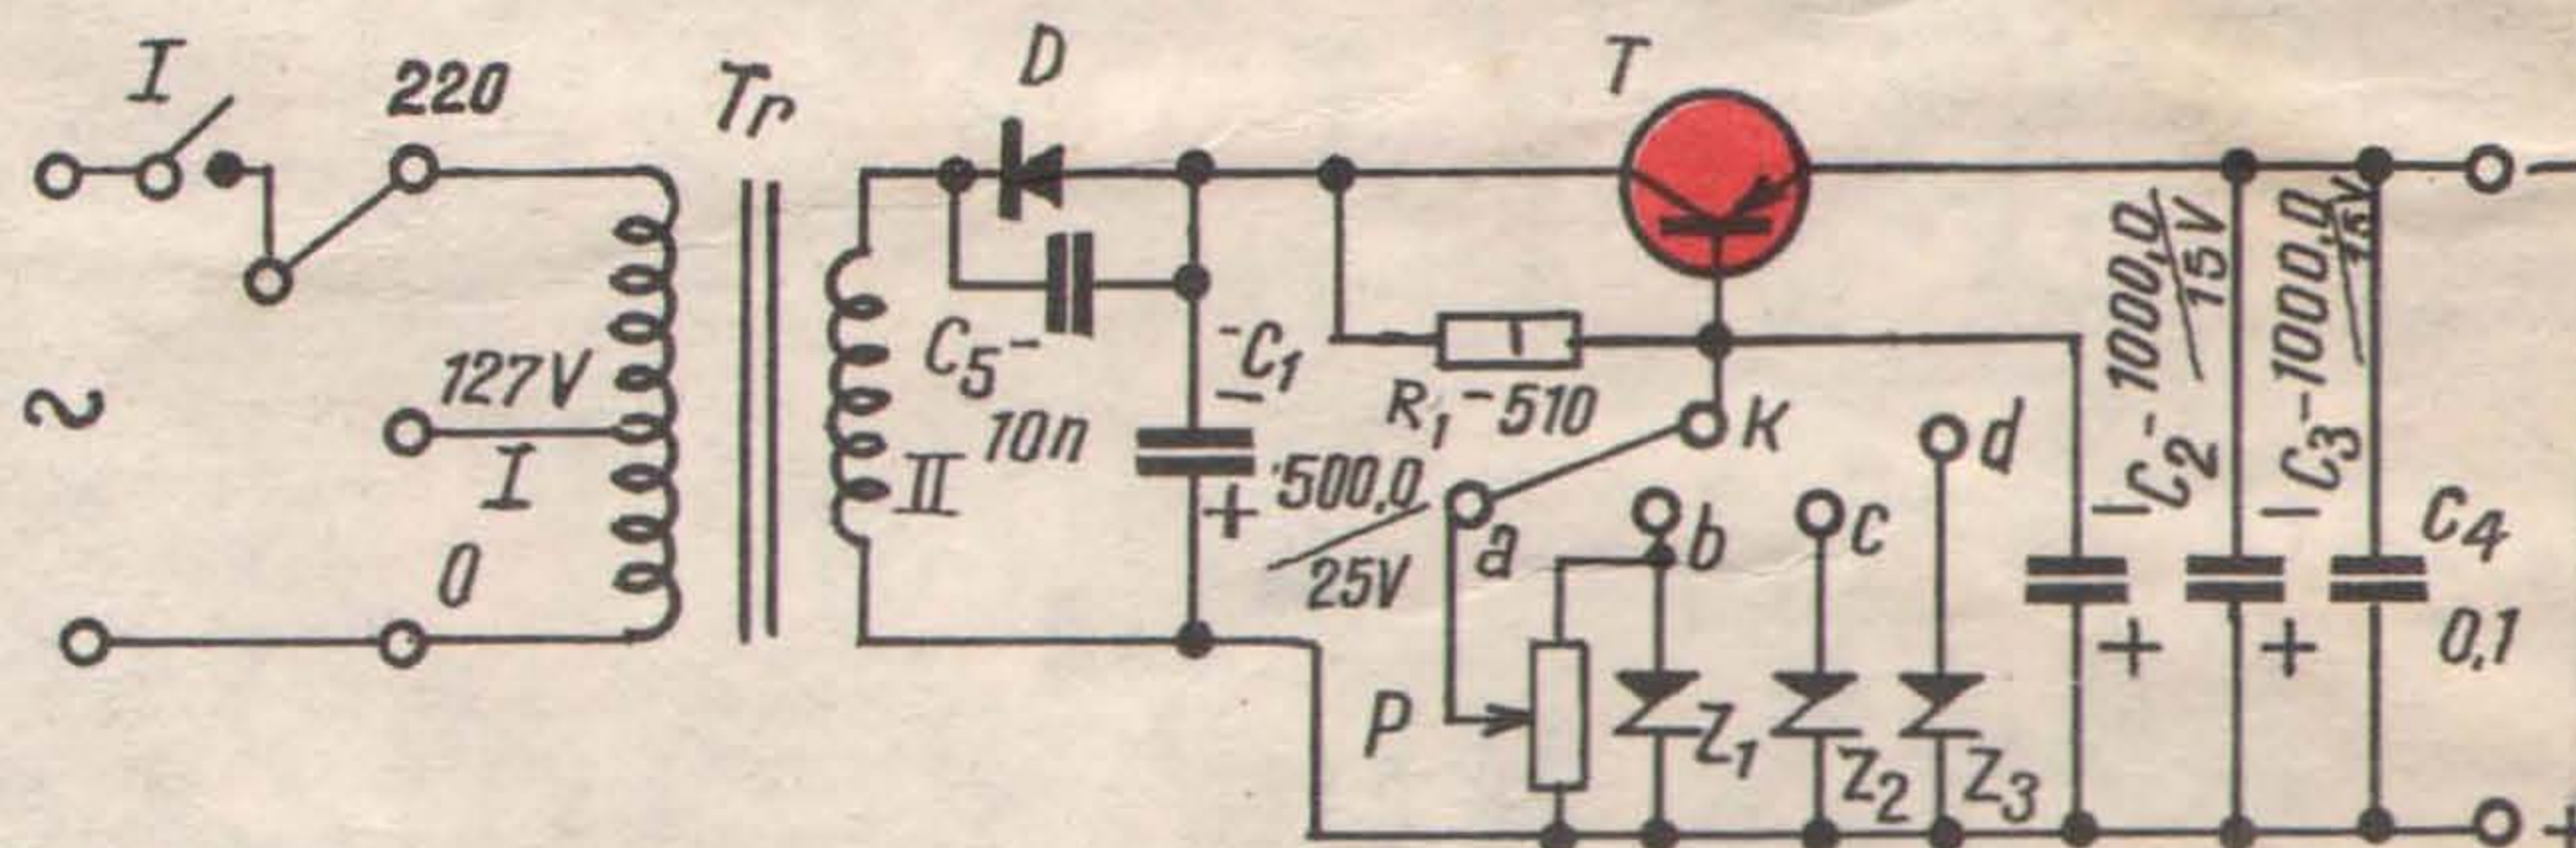 I
220
Tr
D
T
127V
I
0
~
II
C5-
10n
-C1
500,0
25V
R1-510
K
a
b
c
d
P
Z1
Z2
Z3
C2-1000,0
15V
C3-1000,0
15V
C4
0,1
+
+
+
-
+